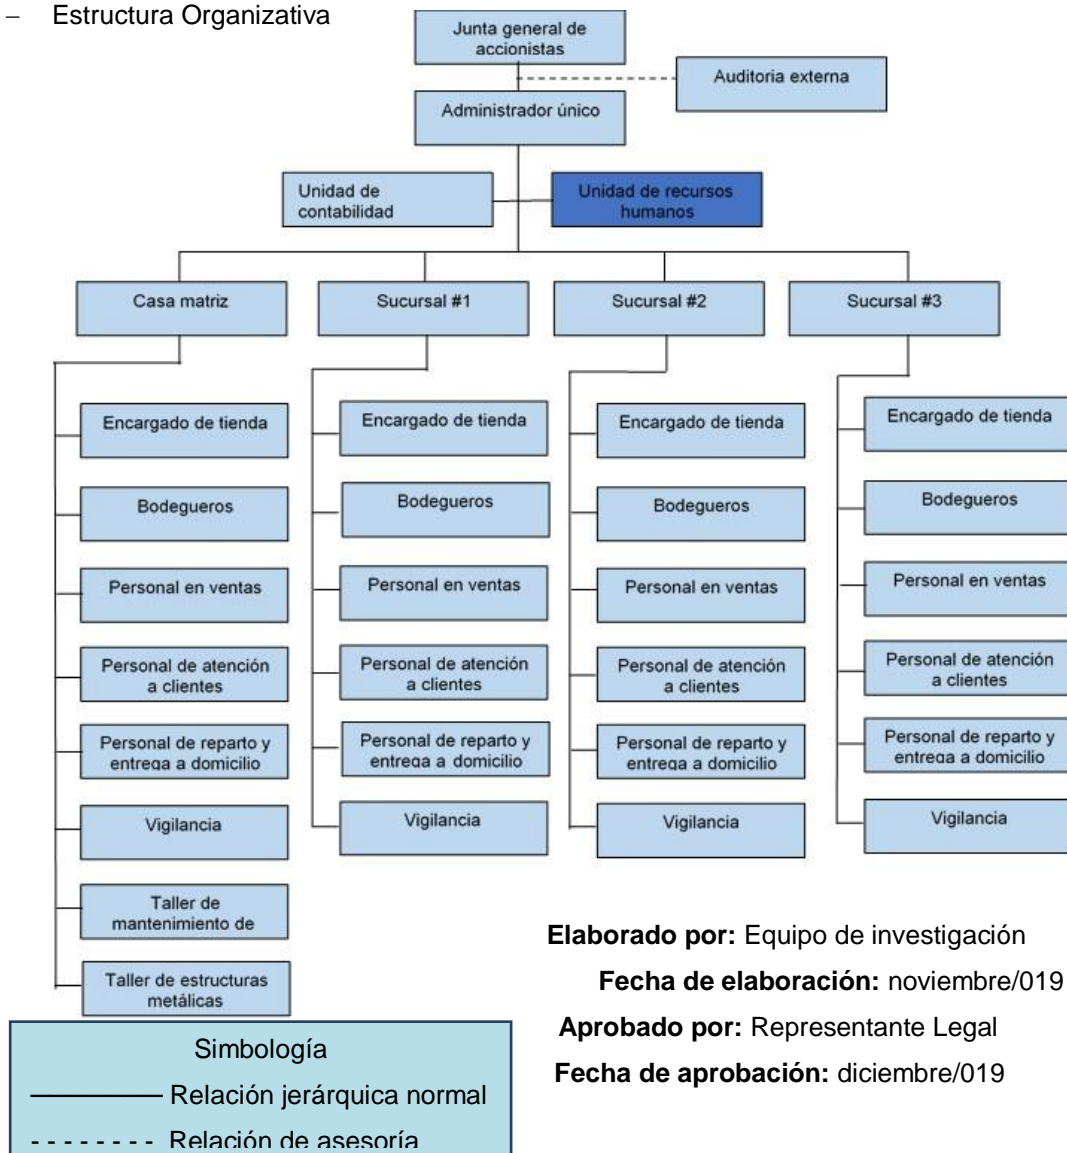 – Estructura Organizativa
Junta general de
accionistas
Auditoria externa
Administrador único
Unidad de
contabilidad
Unidad de recursos
humanos
Casa matriz
Sucursal #1
Sucursal #2
Sucursal #3
Encargado de tienda
Bodegueros
Personal en ventas
Personal de atención
a clientes
Personal de reparto y
entrega a domicilio
Vigilancia
Taller de
mantenimiento de
Taller de estructuras
metálicas
Encargado de tienda
Bodegueros
Personal en ventas
Personal de atención
a clientes
Personal de reparto y
entrega a domicilio
Vigilancia
Encargado de tienda
Bodegueros
Personal en ventas
Personal de atención
a clientes
Personal de reparto y
entrega a domicilio
Vigilancia
Encargado de tienda
Bodegueros
Personal en ventas
Personal de atención
a clientes
Personal de reparto y
entrega a domicilio
Vigilancia
Elaborado por: Equipo de investigación
Fecha de elaboración: noviembre/019
Aprobado por: Representante Legal
Fecha de aprobación: diciembre/019
Simbología
Relación jerárquica normal
Relación de asesoría